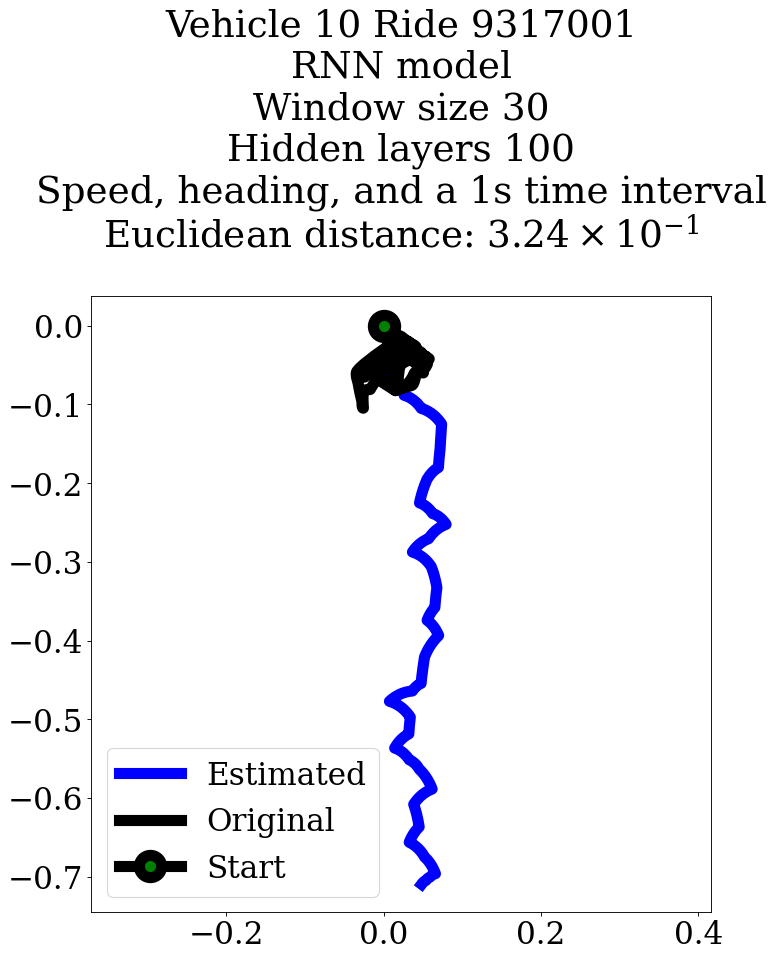 Vehicle 10 Ride 9317001
RNN model
Window size 30
Hidden layers 100
Speed, heading, and a 1s time interval
Euclidean distance: 3.24 × 10⁻¹
0.0
−0.1
−0.2
−0.3
−0.4
−0.5
−0.6
−0.7
Estimated
Original
Start
−0.2 0.0 0.2 0.4